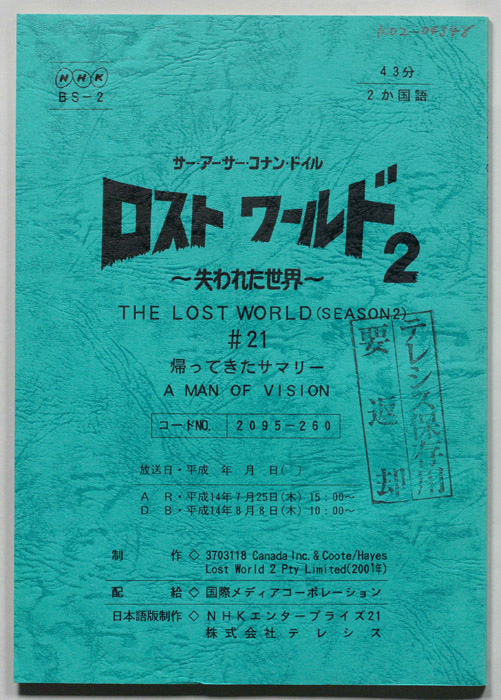 NHK
BS-2
43分
2か国語
サー・アーサー・コナン・ドイル
ロスト ワールド2
～失われた世界～
THE LOST WORLD(SEASON2)
#21
帰ってきたサマリー
A MAN OF VISION
コードNO. 2095-260
放送日・平成 年 月 日( )
A R・平成14年7月25日(木) 15:00～
D B・平成14年8月8日(木) 10:00～
制 作◇3703118 Canada Inc.& Coote/Hayes
Lost World 2 Pty Limited(2001年)
配 給◇国際メディアコーポレーション
日本語版制作◇NHKエンタープライズ21
株式会社テレシス
テレシス保存用
要返却